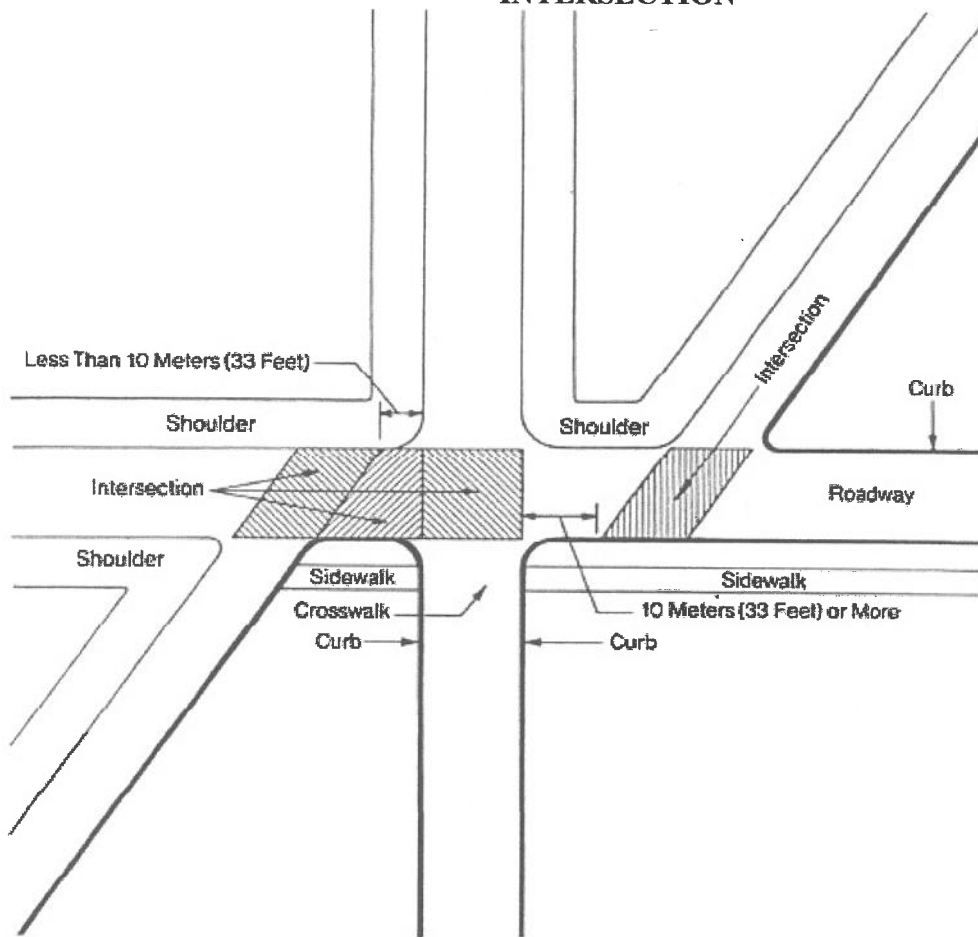 INTERSECTION
Less Than 10 Meters (33 Feet)
Intersection
Curb
Shoulder
Shoulder
Intersection
Roadway
Shoulder
Sidewalk
Sidewalk
Crosswalk
10 Meters (33 Feet) or More
Curb
Curb